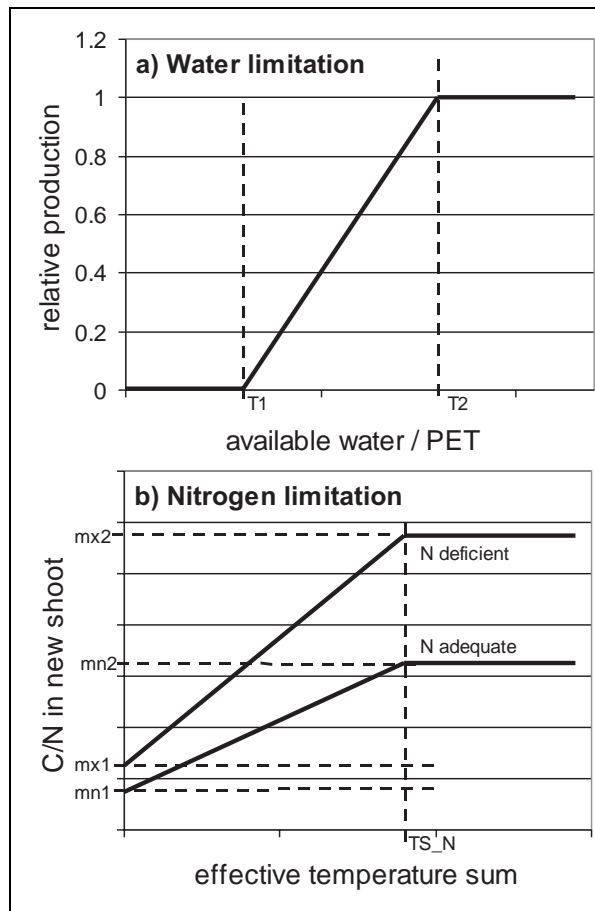 a) Water limitation
1.2
1
0.8
0.6
0.4
0.2
0
relative production
T1
T2
available water / PET
b) Nitrogen limitation
mx2
N deficient
N adequate
mn2
C/N in new shoot
mx1
mn1
TS_N
effective temperature sum